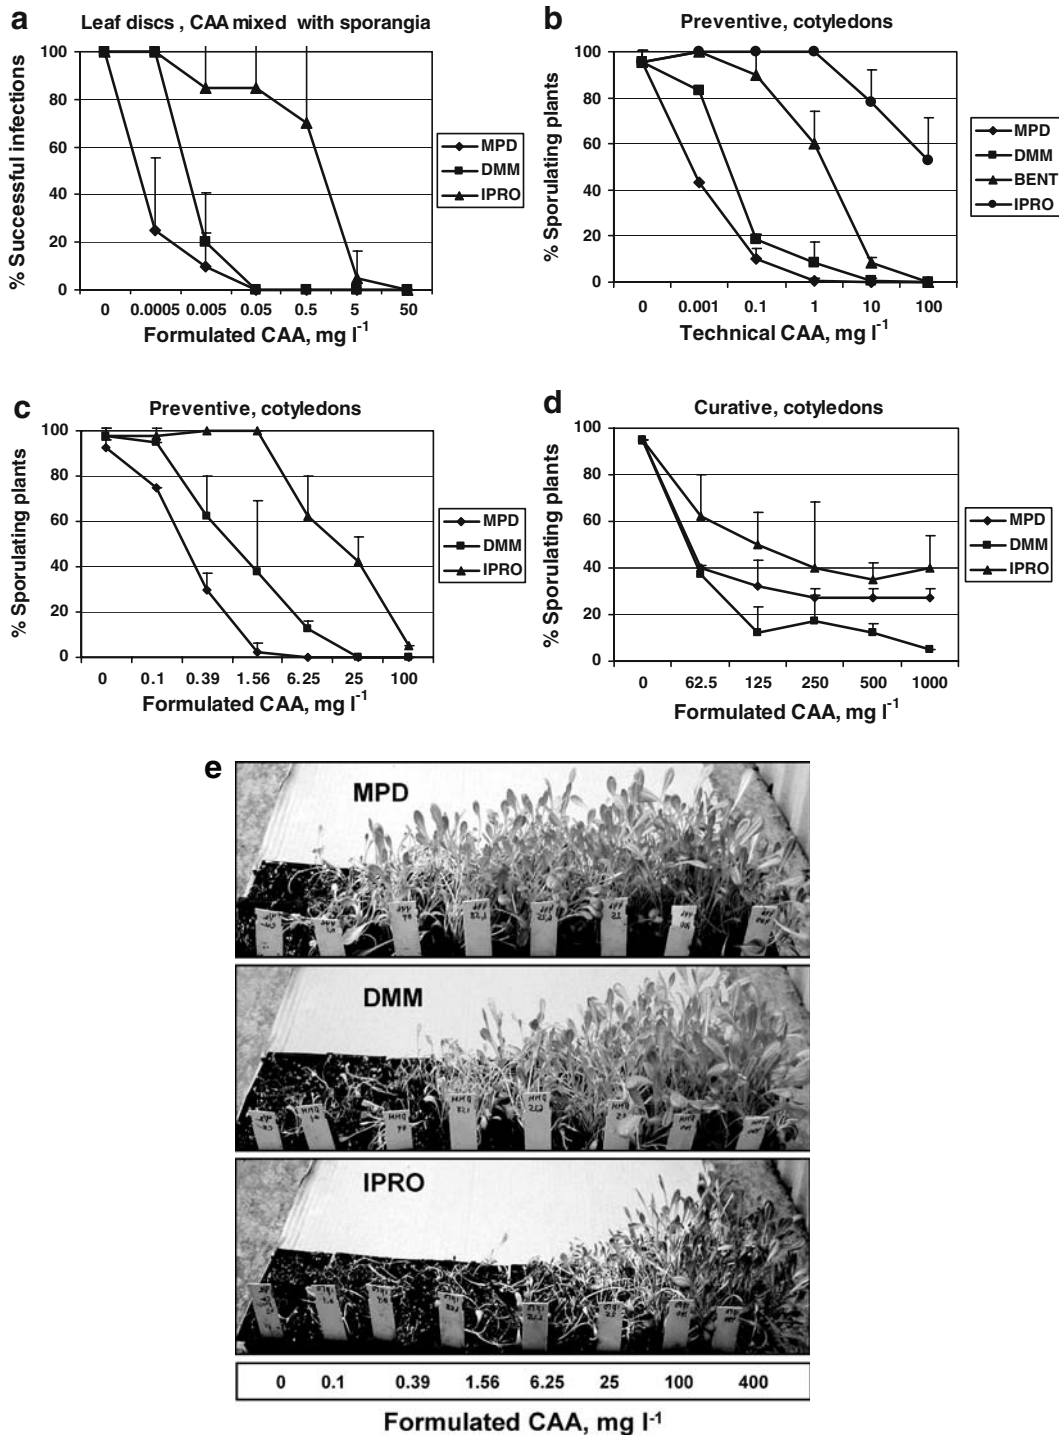 a
Leaf discs , CAA mixed with sporangia
% Successful infections
100
80
60
40
20
0
0 0.0005 0.005 0.05 0.5 5 50
Formulated CAA, mg l-1
MPD
DMM
IPRO
b
Preventive, cotyledons
% Sporulating plants
100
80
60
40
20
0
0 0.001 0.1 1 10 100
Technical CAA, mg l-1
MPD
DMM
BENT
IPRO
c
Preventive, cotyledons
% Sporulating plants
100
80
60
40
20
0
0 0.1 0.39 1.56 6.25 25 100
Formulated CAA, mg l-1
MPD
DMM
IPRO
d
Curative, cotyledons
% Sporulating plants
100
80
60
40
20
0
0 62.5 125 250 500 1000
Formulated CAA, mg l-1
MPD
DMM
IPRO
e
MPD
DMM
IPRO
0 0.1 0.39 1.56 6.25 25 100 400
Formulated CAA, mg l-1